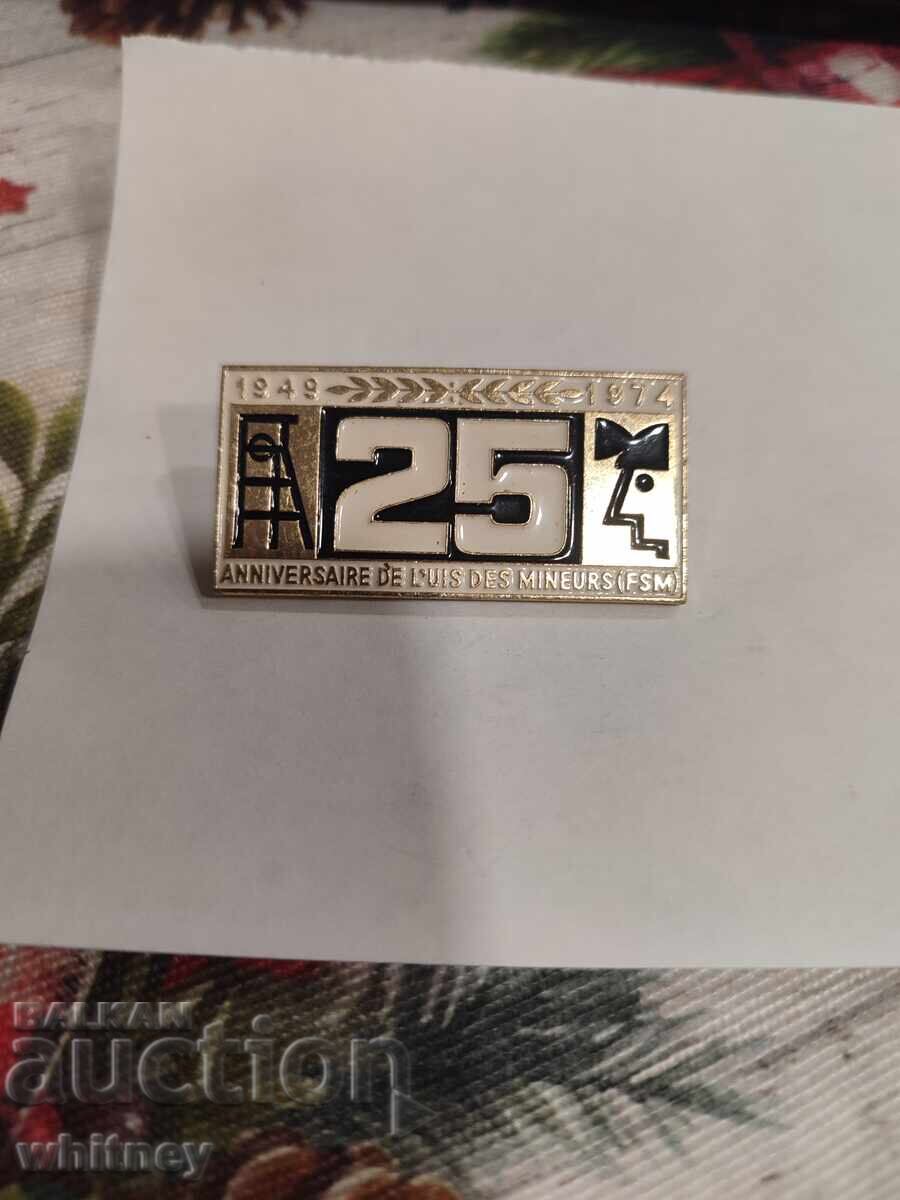 1949 1974
25
ANNIVERSAIRE DE L'UIS DES MINEURS (FSM)
BALKAN
auction
whitney